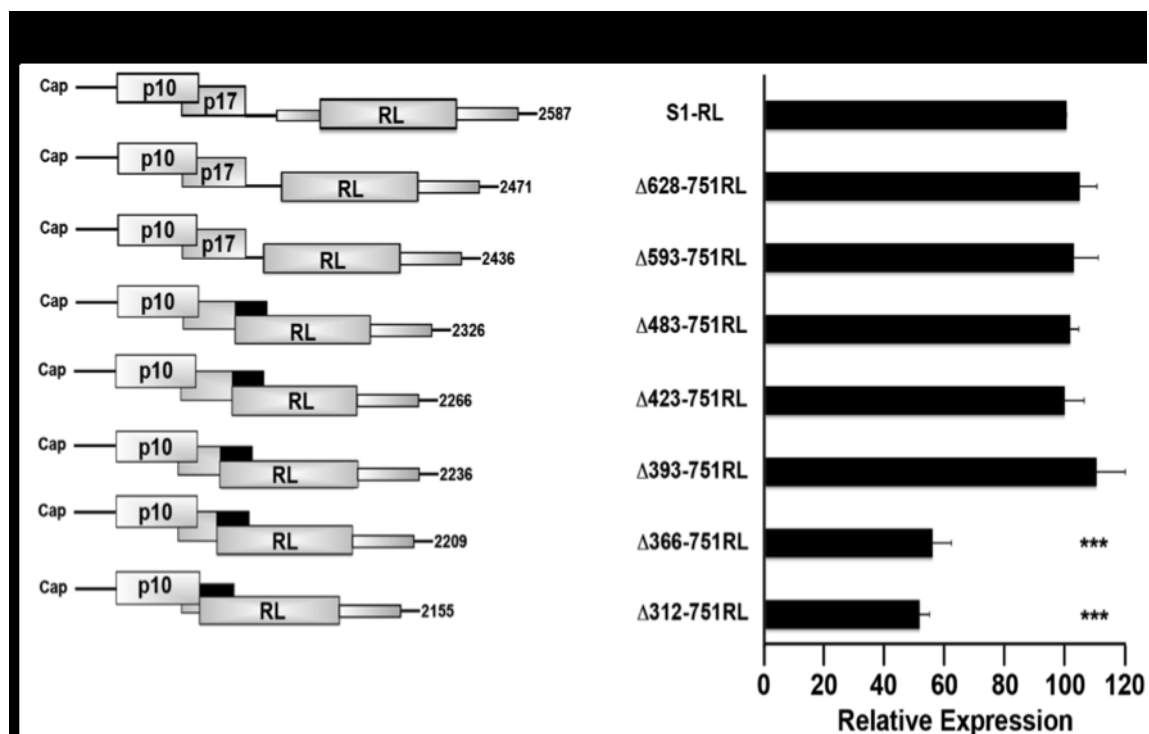 Cap p10 p17 RL 2587 S1-RL
Cap p10 p17 RL 2471 Δ628-751RL
Cap p10 p17 RL 2436 Δ593-751RL
Cap p10 RL 2326 Δ483-751RL
Cap p10 RL 2266 Δ423-751RL
Cap p10 RL 2236 Δ393-751RL
Cap p10 RL 2209 Δ366-751RL ***
Cap p10 RL 2155 Δ312-751RL ***
0 20 40 60 80 100 120
Relative Expression